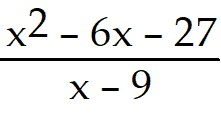 x² – 6x – 27
x – 9